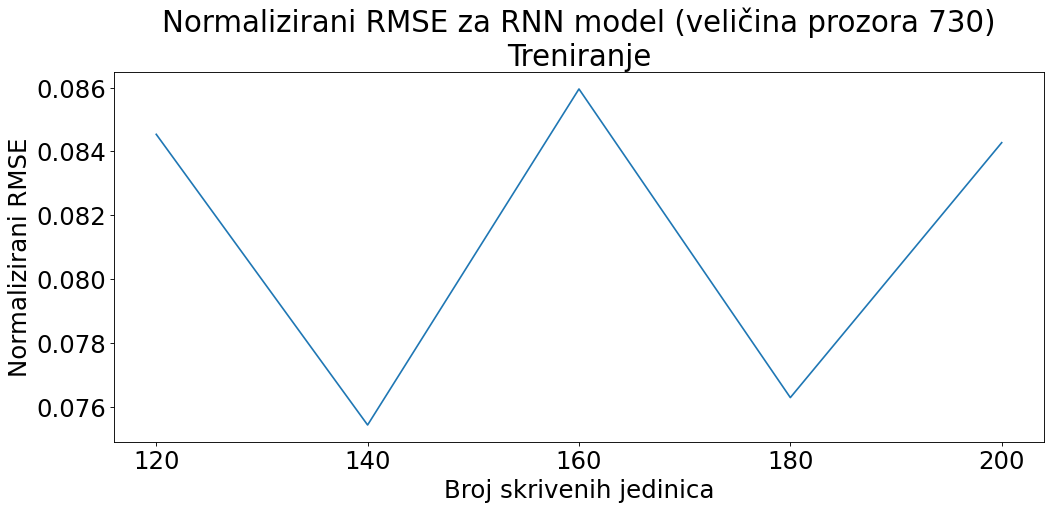 Normalizirani RMSE za RNN model (veličina prozora 730)
Treniranje
Normalizirani RMSE
0.086
0.084
0.082
0.080
0.078
0.076
120 140 160 180 200
Broj skrivenih jedinica